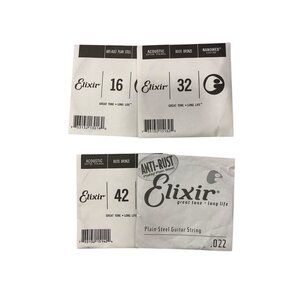 ANTI-RUST PLAIN STEEL
Elixir
16
GREAT TONE • LONG LIFE
ACOUSTIC
80/20 BRONZE
NANOWEB
Elixir
32
GREAT TONE • LONG LIFE
ACOUSTIC
80/20 BRONZE
Elixir
42
GREAT TONE • LONG LIFE
ANTI-RUST
Elixir
great tone • long life
Plain Steel Guitar String
.022